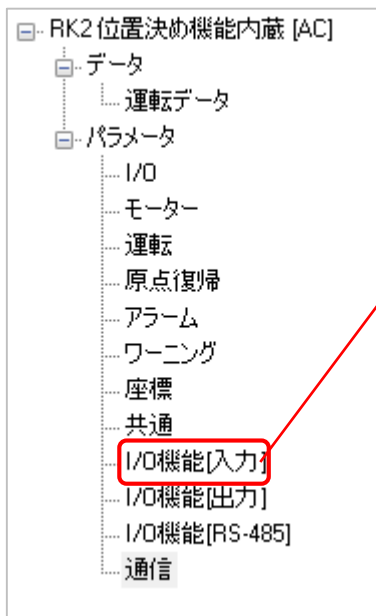 RK2 位置決め機能内蔵 [AC]
データ
運転データ
パラメータ
I/O
モーター
運転
原点復帰
アラーム
ワーニング
座標
共通
I/O機能[入力]
I/O機能[出力]
I/O機能[RS-485]
通信